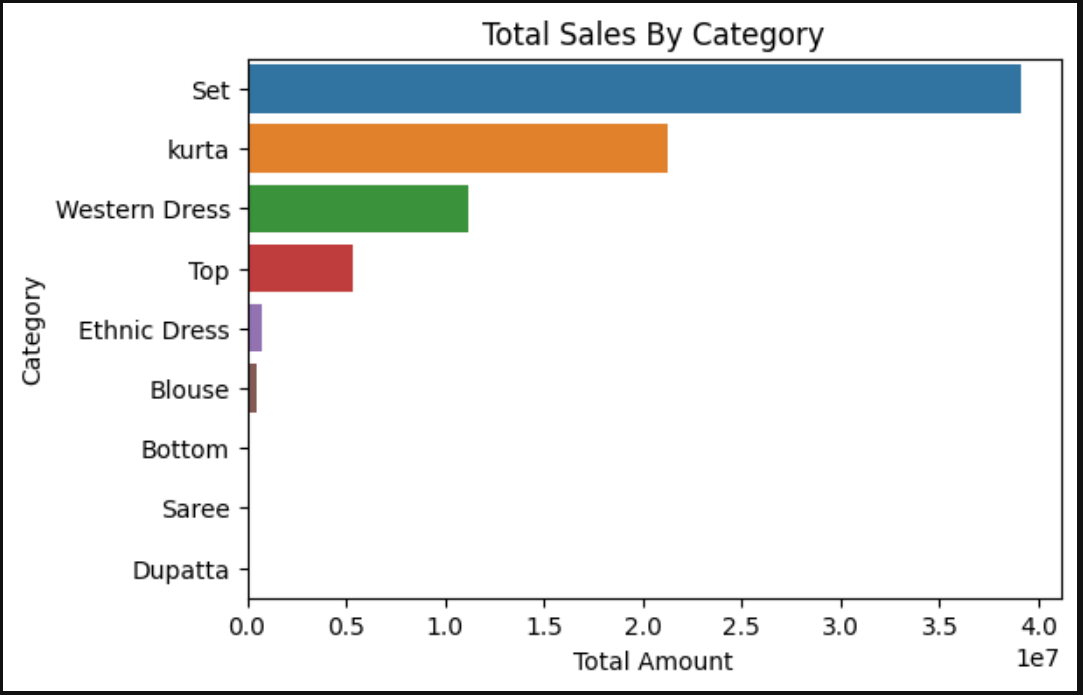 Total Sales By Category
Category
Set
kurta
Western Dress
Top
Ethnic Dress
Blouse
Bottom
Saree
Dupatta
0.0 0.5 1.0 1.5 2.0 2.5 3.0 3.5 4.0
1e7
Total Amount